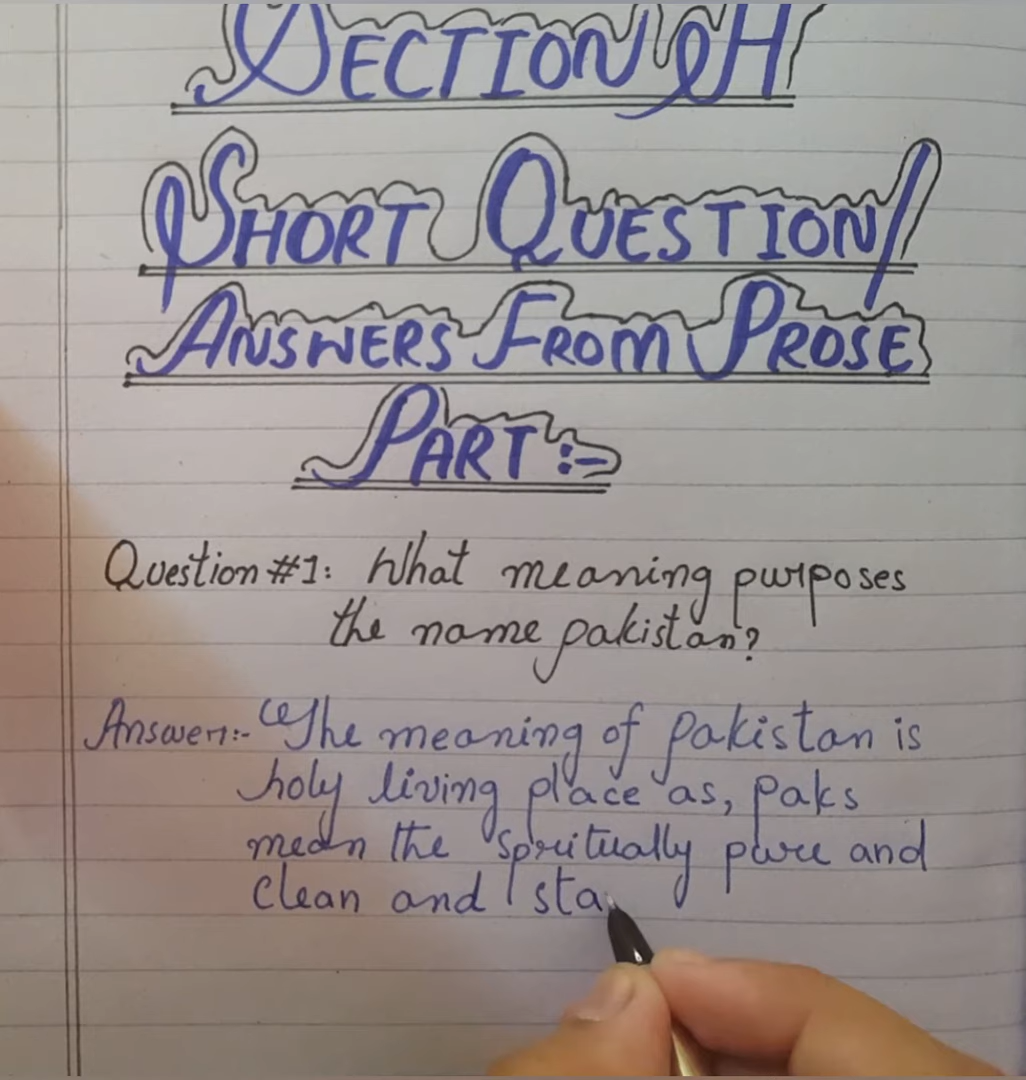 SECTION "A"
SHORT QUESTION/
ANSWERS FROM PROSE
PART :-
Question #1: What meaning purposes
the name pakistan?
Answer:- "The meaning of pakistan is
holy living place as, paks
mean the spritually pure and
clean and sta